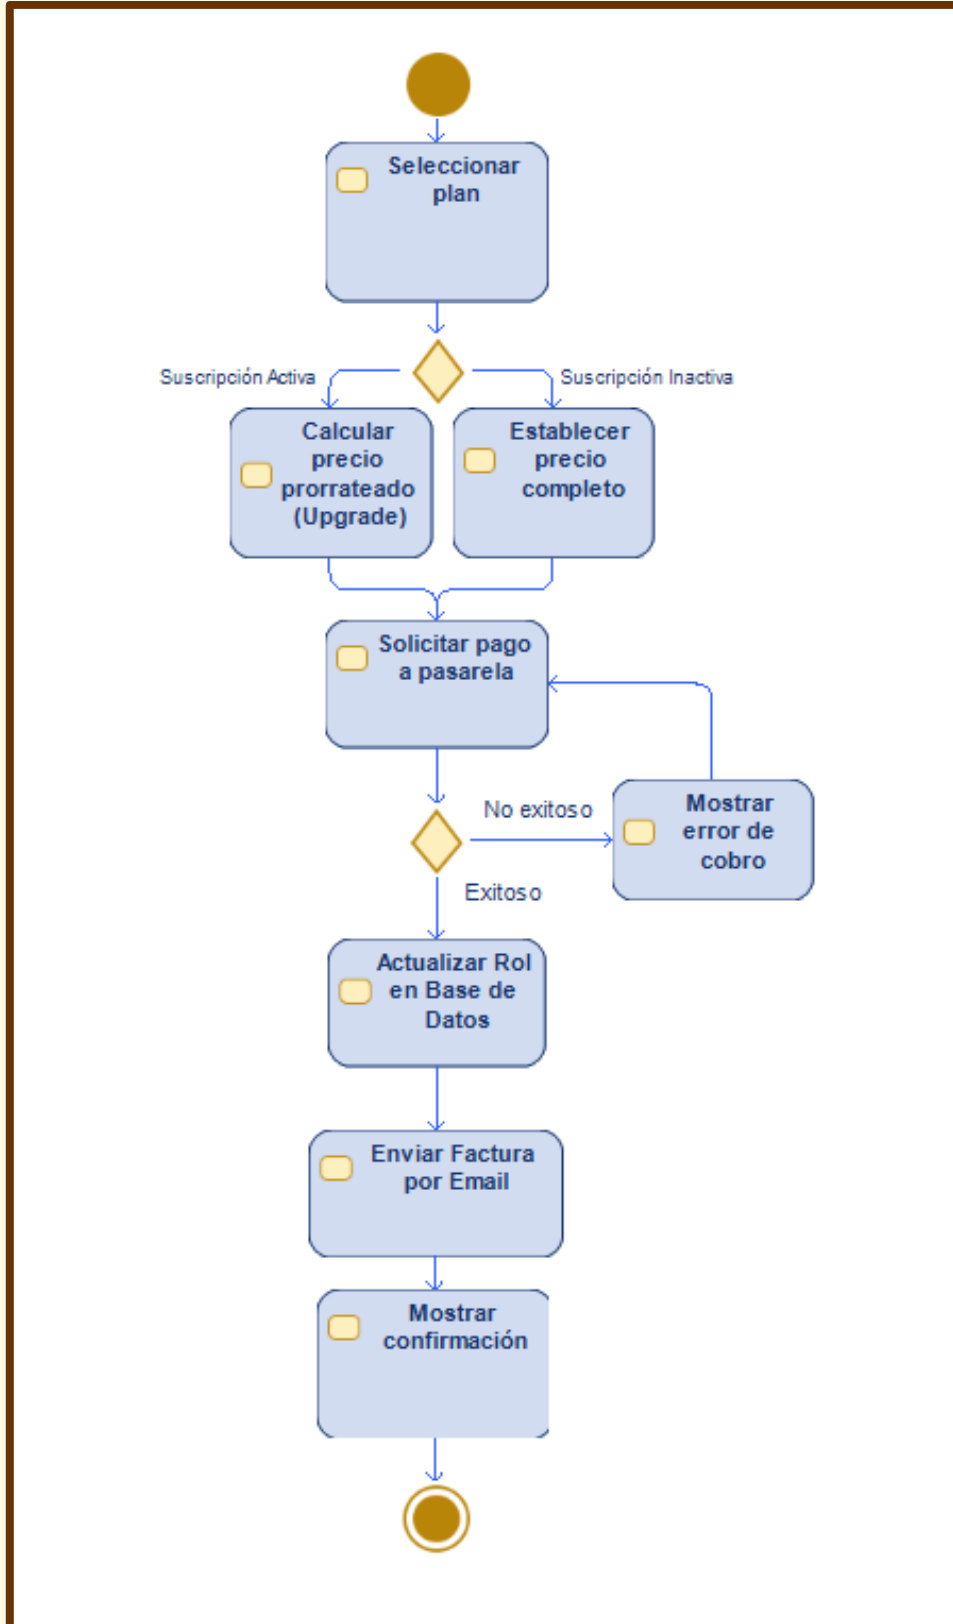 Seleccionar
plan
Suscripción Activa
Suscripción Inactiva
Calcular
precio
prorrateado
(Upgrade)
Establecer
precio
completo
Solicitar pago
a pasarela
No exitoso
Mostrar
error de
cobro
Exitoso
Actualizar Rol
en Base de
Datos
Enviar Factura
por Email
Mostrar
confirmación